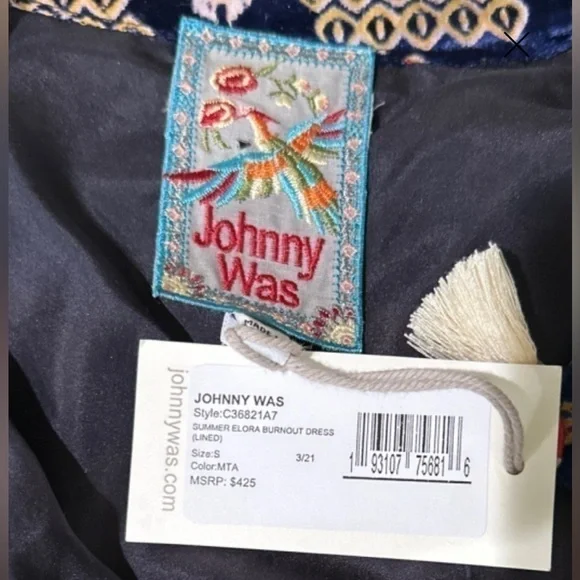 Johnny
Was
MADE
johnnywas.com
JOHNNY WAS
Style:C36821A7
SUMMER ELORA BURNOUT DRESS
(LINED)
Size:S 3/21
Color:MTA
MSRP: $425
1 93107 75681 6